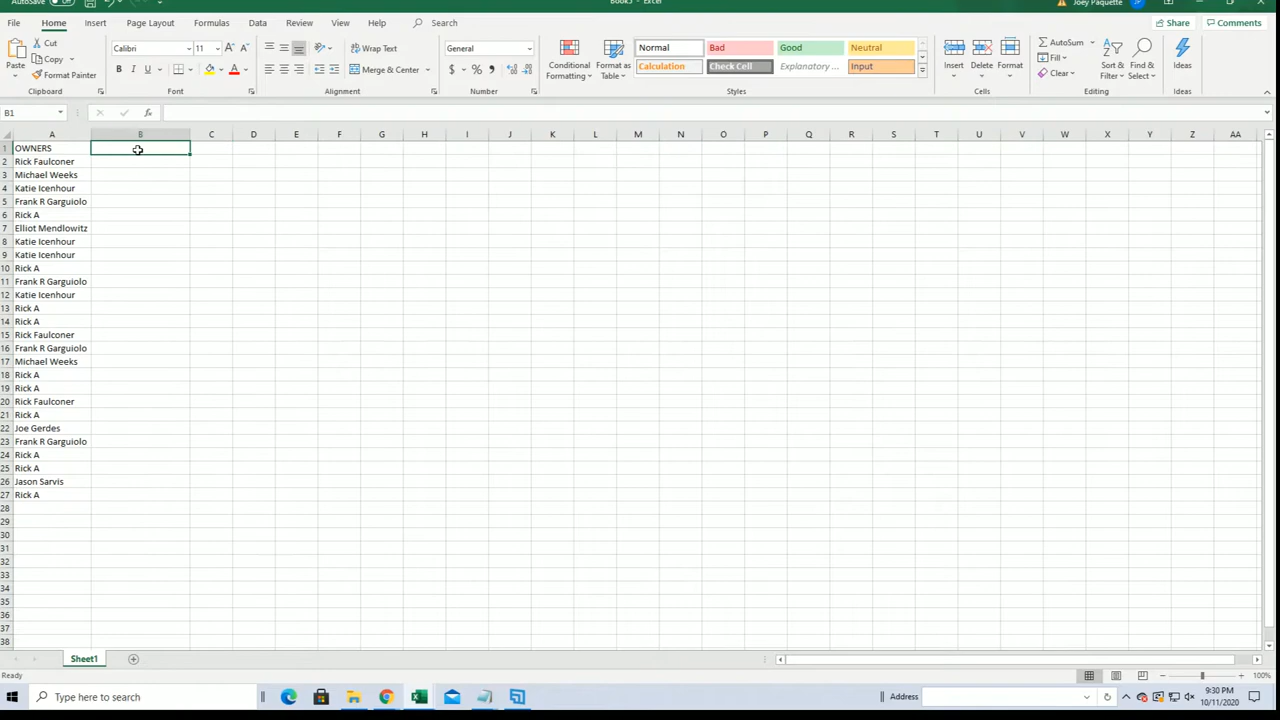 AutoSave Off
Book3 - Excel
Joey Paquette
File Home Insert Page Layout Formulas Data Review View Help Search
Share Comments
Paste
Cut
Copy
Format Painter
Clipboard
Calibri 11
B I U
Font
Wrap Text
Merge & Center
Alignment
General
$ % ,
Number
Conditional Formatting
Format as Table
Normal Bad Good Neutral
Calculation Check Cell Explanatory ... Input
Styles
Insert Delete Format
Cells
AutoSum
Fill
Clear
Sort & Filter
Find & Select
Editing
Ideas
Ideas
B1
fx
A B C D E F G H I J K L M N O P Q R S T U V W X Y Z AA
1 OWNERS
2 Rick Faulconer
3 Michael Weeks
4 Katie Icenhour
5 Frank R Garguiolo
6 Rick A
7 Elliot Mendlowitz
8 Katie Icenhour
9 Katie Icenhour
10 Rick A
11 Frank R Garguiolo
12 Katie Icenhour
13 Rick A
14 Rick A
15 Rick Faulconer
16 Frank R Garguiolo
17 Michael Weeks
18 Rick A
19 Rick A
20 Rick Faulconer
21 Rick A
22 Joe Gerdes
23 Frank R Garguiolo
24 Rick A
25 Rick A
26 Jason Sarvis
27 Rick A
28
29
30
31
32
33
34
35
36
37
38
Sheet1
Ready
100%
Type here to search
Address
9:30 PM
10/11/2020